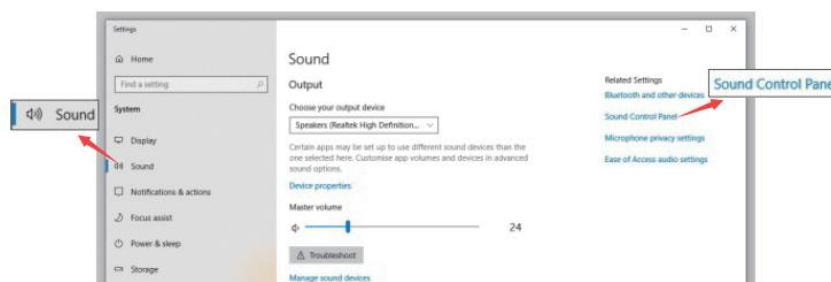 Settings
Home
Find a setting
System
Display
Sound
Notifications & actions
Focus assist
Power & sleep
Storage
Sound
Sound
Output
Choose your output device
Speakers (Realtek High Definition...
Certain apps may be set up to use different sound devices than the
one selected here. Customise app volumes and devices in advanced
sound options.
Device properties
Master volume
24
Troubleshoot
Manage sound devices
Related Settings
Bluetooth and other devices
Sound Control Panel
Microphone privacy settings
Ease of Access audio settings
Sound Control Pane